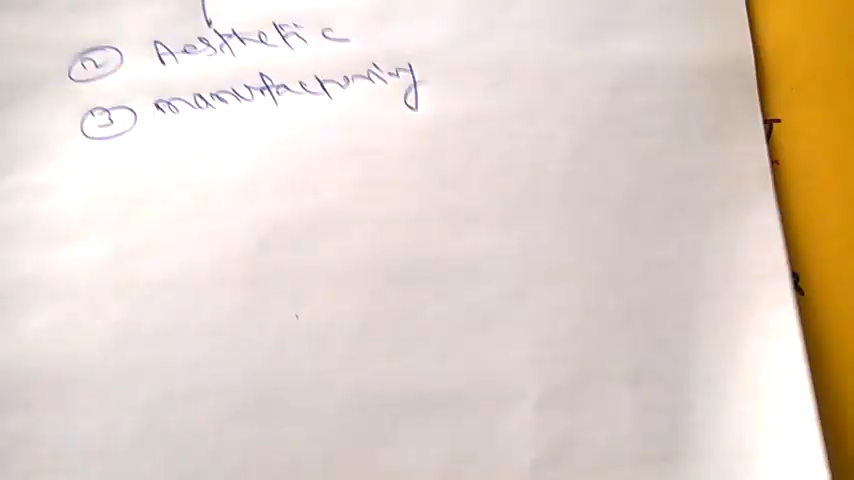 ② Aesthetic
③ manufacturing